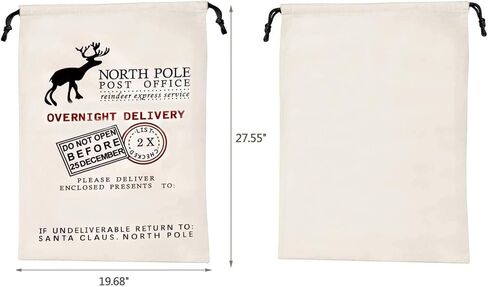 NORTH POLE
POST OFFICE
reindeer express service
OVERNIGHT DELIVERY
DO NOT OPEN
BEFORE
25 DECEMBER
LIST
2 X
CHECKED
PLEASE DELIVER
ENCLOSED PRESENTS TO:
IF UNDELIVERABLE RETURN TO:
SANTA CLAUS, NORTH POLE
27.55"
19.68"